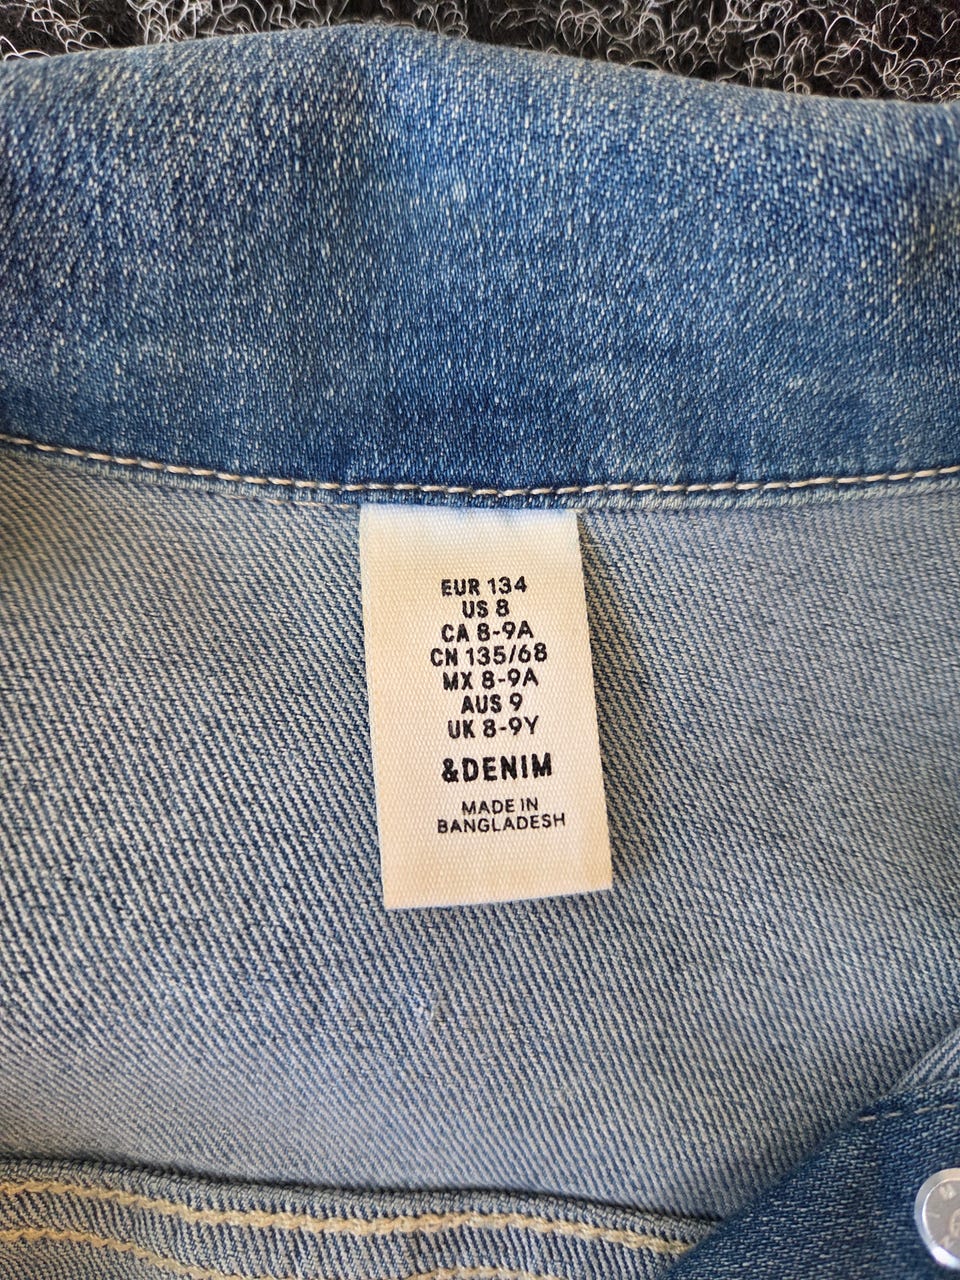 EUR 134
US 8
CA 8-9A
CN 135/68
MX 8-9A
AUS 9
UK 8-9Y
&DENIM
MADE IN
BANGLADESH